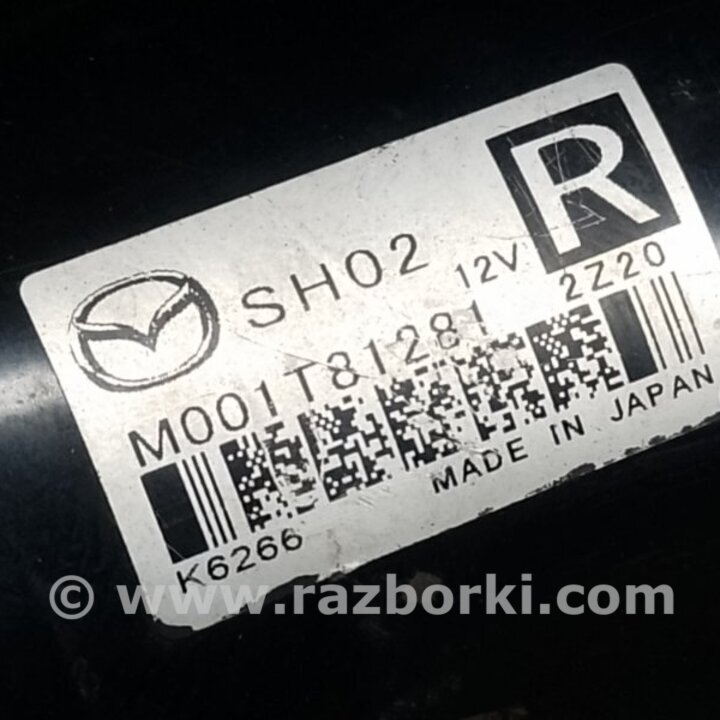 R
SH02 12V
M001T81281 2Z20
MADE IN JAPAN
K6266
© www.razborki.com